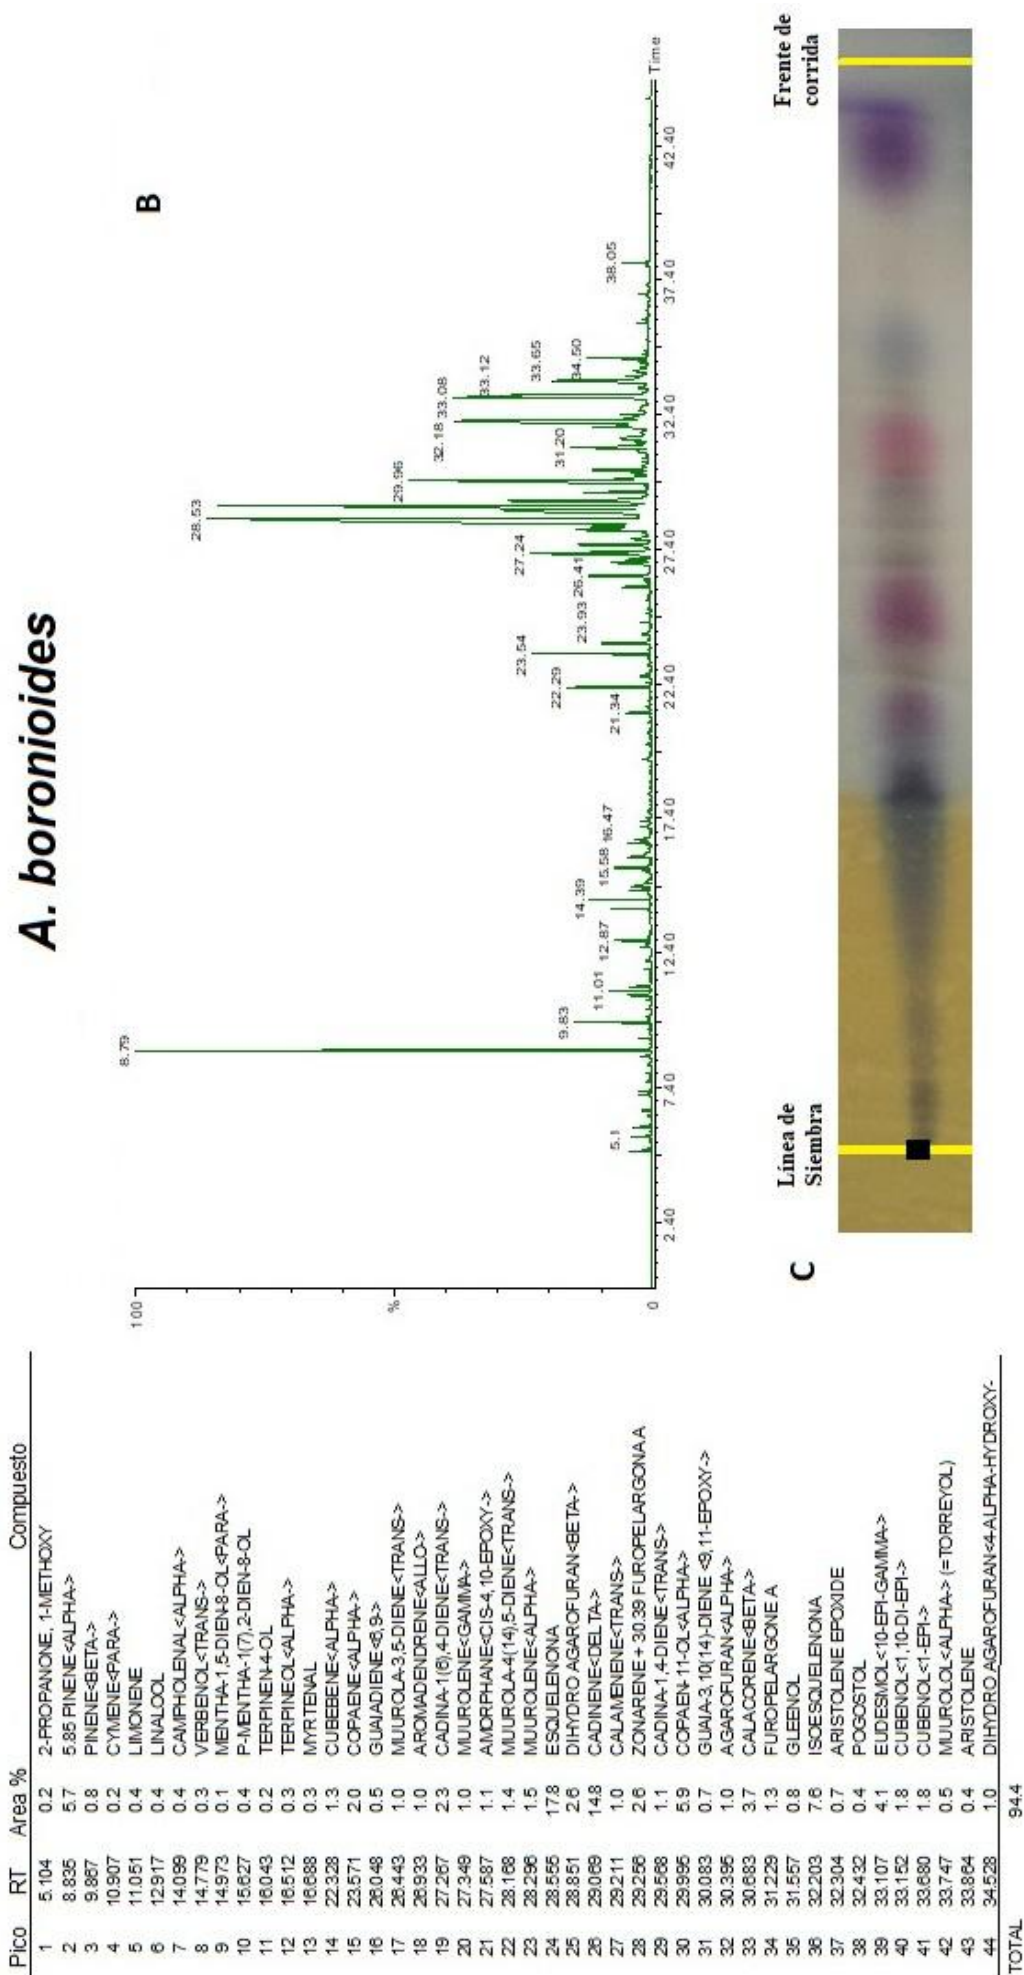 A. boronioides
Pico RT Area % Compuesto
1 5.104 0.2 2-PROPANONE, 1-METHOXY
2 8.835 5.7 5.85 PINENE<ALPHA->
3 9.867 0.8 PINENE<BETA->
4 10.907 0.2 CYMENE<PARA->
5 11.051 0.4 LIMONENE
6 12.917 0.4 LINALOOL
7 14.099 0.4 CAMPHOLENAL<ALPHA->
8 14.779 0.3 VERBENOL<TRANS->
9 14.973 0.1 MENTHA-1,5-DIEN-8-OL<PARA->
10 15.627 0.4 P-MENTHA-1(7),2-DIEN-8-OL
11 16.043 0.2 TERPINEN-4-OL
12 16.512 0.3 TERPINEOL<ALPHA->
13 16.688 0.3 MYRTENAL
14 22.328 1.3 CUBEBENE<ALPHA->
15 23.571 2.0 COPAENE<ALPHA->
16 26.048 0.5 GUAIADIENE<6,9->
17 26.443 1.0 MUUROLA-3,5-DIENE<TRANS->
18 26.933 1.0 AROMADENDRENE<ALLO->
19 27.267 2.3 CADINA-1(6),4-DIENE<TRANS->
20 27.349 1.0 MUUROLENE<GAMMA->
21 27.587 1.1 AMORPHANE<CIS-4,10-EPOXY->
22 28.168 1.4 MUUROLA-4(14),5-DIENE<TRANS->
23 28.296 1.5 MUUROLENE<ALPHA->
24 28.555 17.8 ESQUELENONA
25 28.851 2.6 DIHYDRO AGAROFURAN<BETA->
26 29.069 14.8 CADINENE<DELTA->
27 29.211 1.0 CALAMENENE<TRANS->
28 29.256 2.6 ZONARENE + 30.39 FUROPELARGONA A
29 29.568 1.1 CADINA-1,4-DIENE<TRANS->
30 29.995 5.9 COPAEN-11-OL<ALPHA->
31 30.083 0.7 GUAIA-3,10(14)-DIENE <9,11-EPOXY->
32 30.395 1.0 AGAROFURAN<ALPHA->
33 30.683 3.7 CALACORENE<BETA->
34 31.229 1.3 FUROPELARGONE A
35 31.557 0.8 GLEENOL
36 32.203 7.6 ISOESQUELENONA
37 32.304 0.7 ARISTOLENE EPOXIDE
38 32.432 0.4 POGOSTOL
39 33.107 4.1 EUDESMOL<10-EPI-GAMMA->
40 33.152 1.8 CUBENOL<1,10-DI-EPI->
41 33.680 1.8 CUBENOL<1-EPI->
42 33.747 0.5 MUUROLOL<ALPHA-> (=TORREYOL)
43 33.864 0.4 ARISTOLENE
44 34.528 1.0 DIHYDRO AGAROFURAN<4-ALPHA-HYDROXY-
TOTAL 94.4
B
100
%
0
8.79
28.53
29.96
32.18
33.08
33.12
33.65
34.50
31.20
38.05
27.24
26.41
23.93
23.54
22.29
21.34
16.47
15.58
14.39
12.87
11.01
9.83
5.1
2.40 7.40 12.40 17.40 22.40 27.40 32.40 37.40 42.40 Time
C
Línea de
Siembra
Frente de
corrida